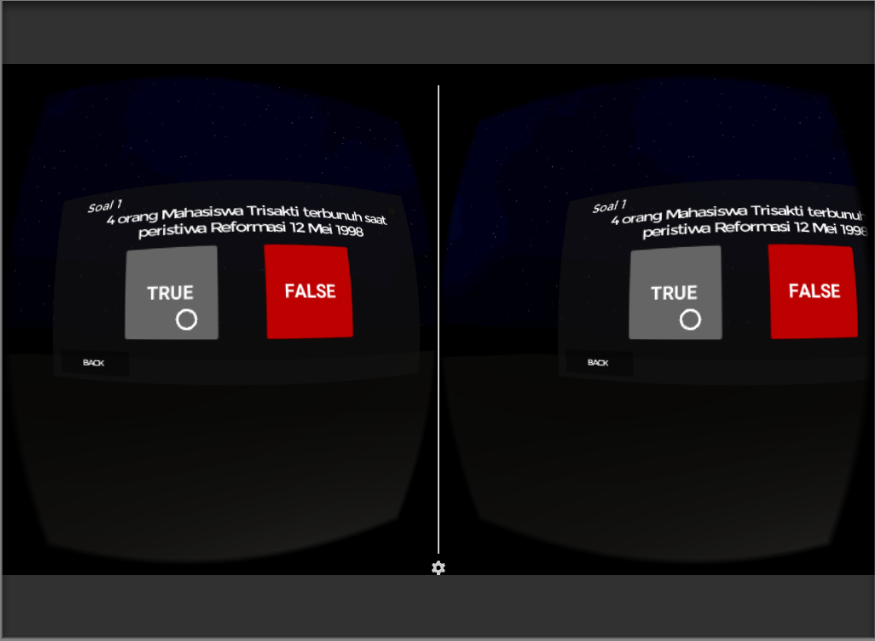 Soal 1
4 orang Mahasiswa Trisakti terbunuh saat
peristiwa Reformasi 12 Mei 1998
TRUE
FALSE
BACK
Soal 1
4 orang Mahasiswa Trisakti terbunuh
peristiwa Reformasi 12 Mei 1998
TRUE
FALSE
BACK